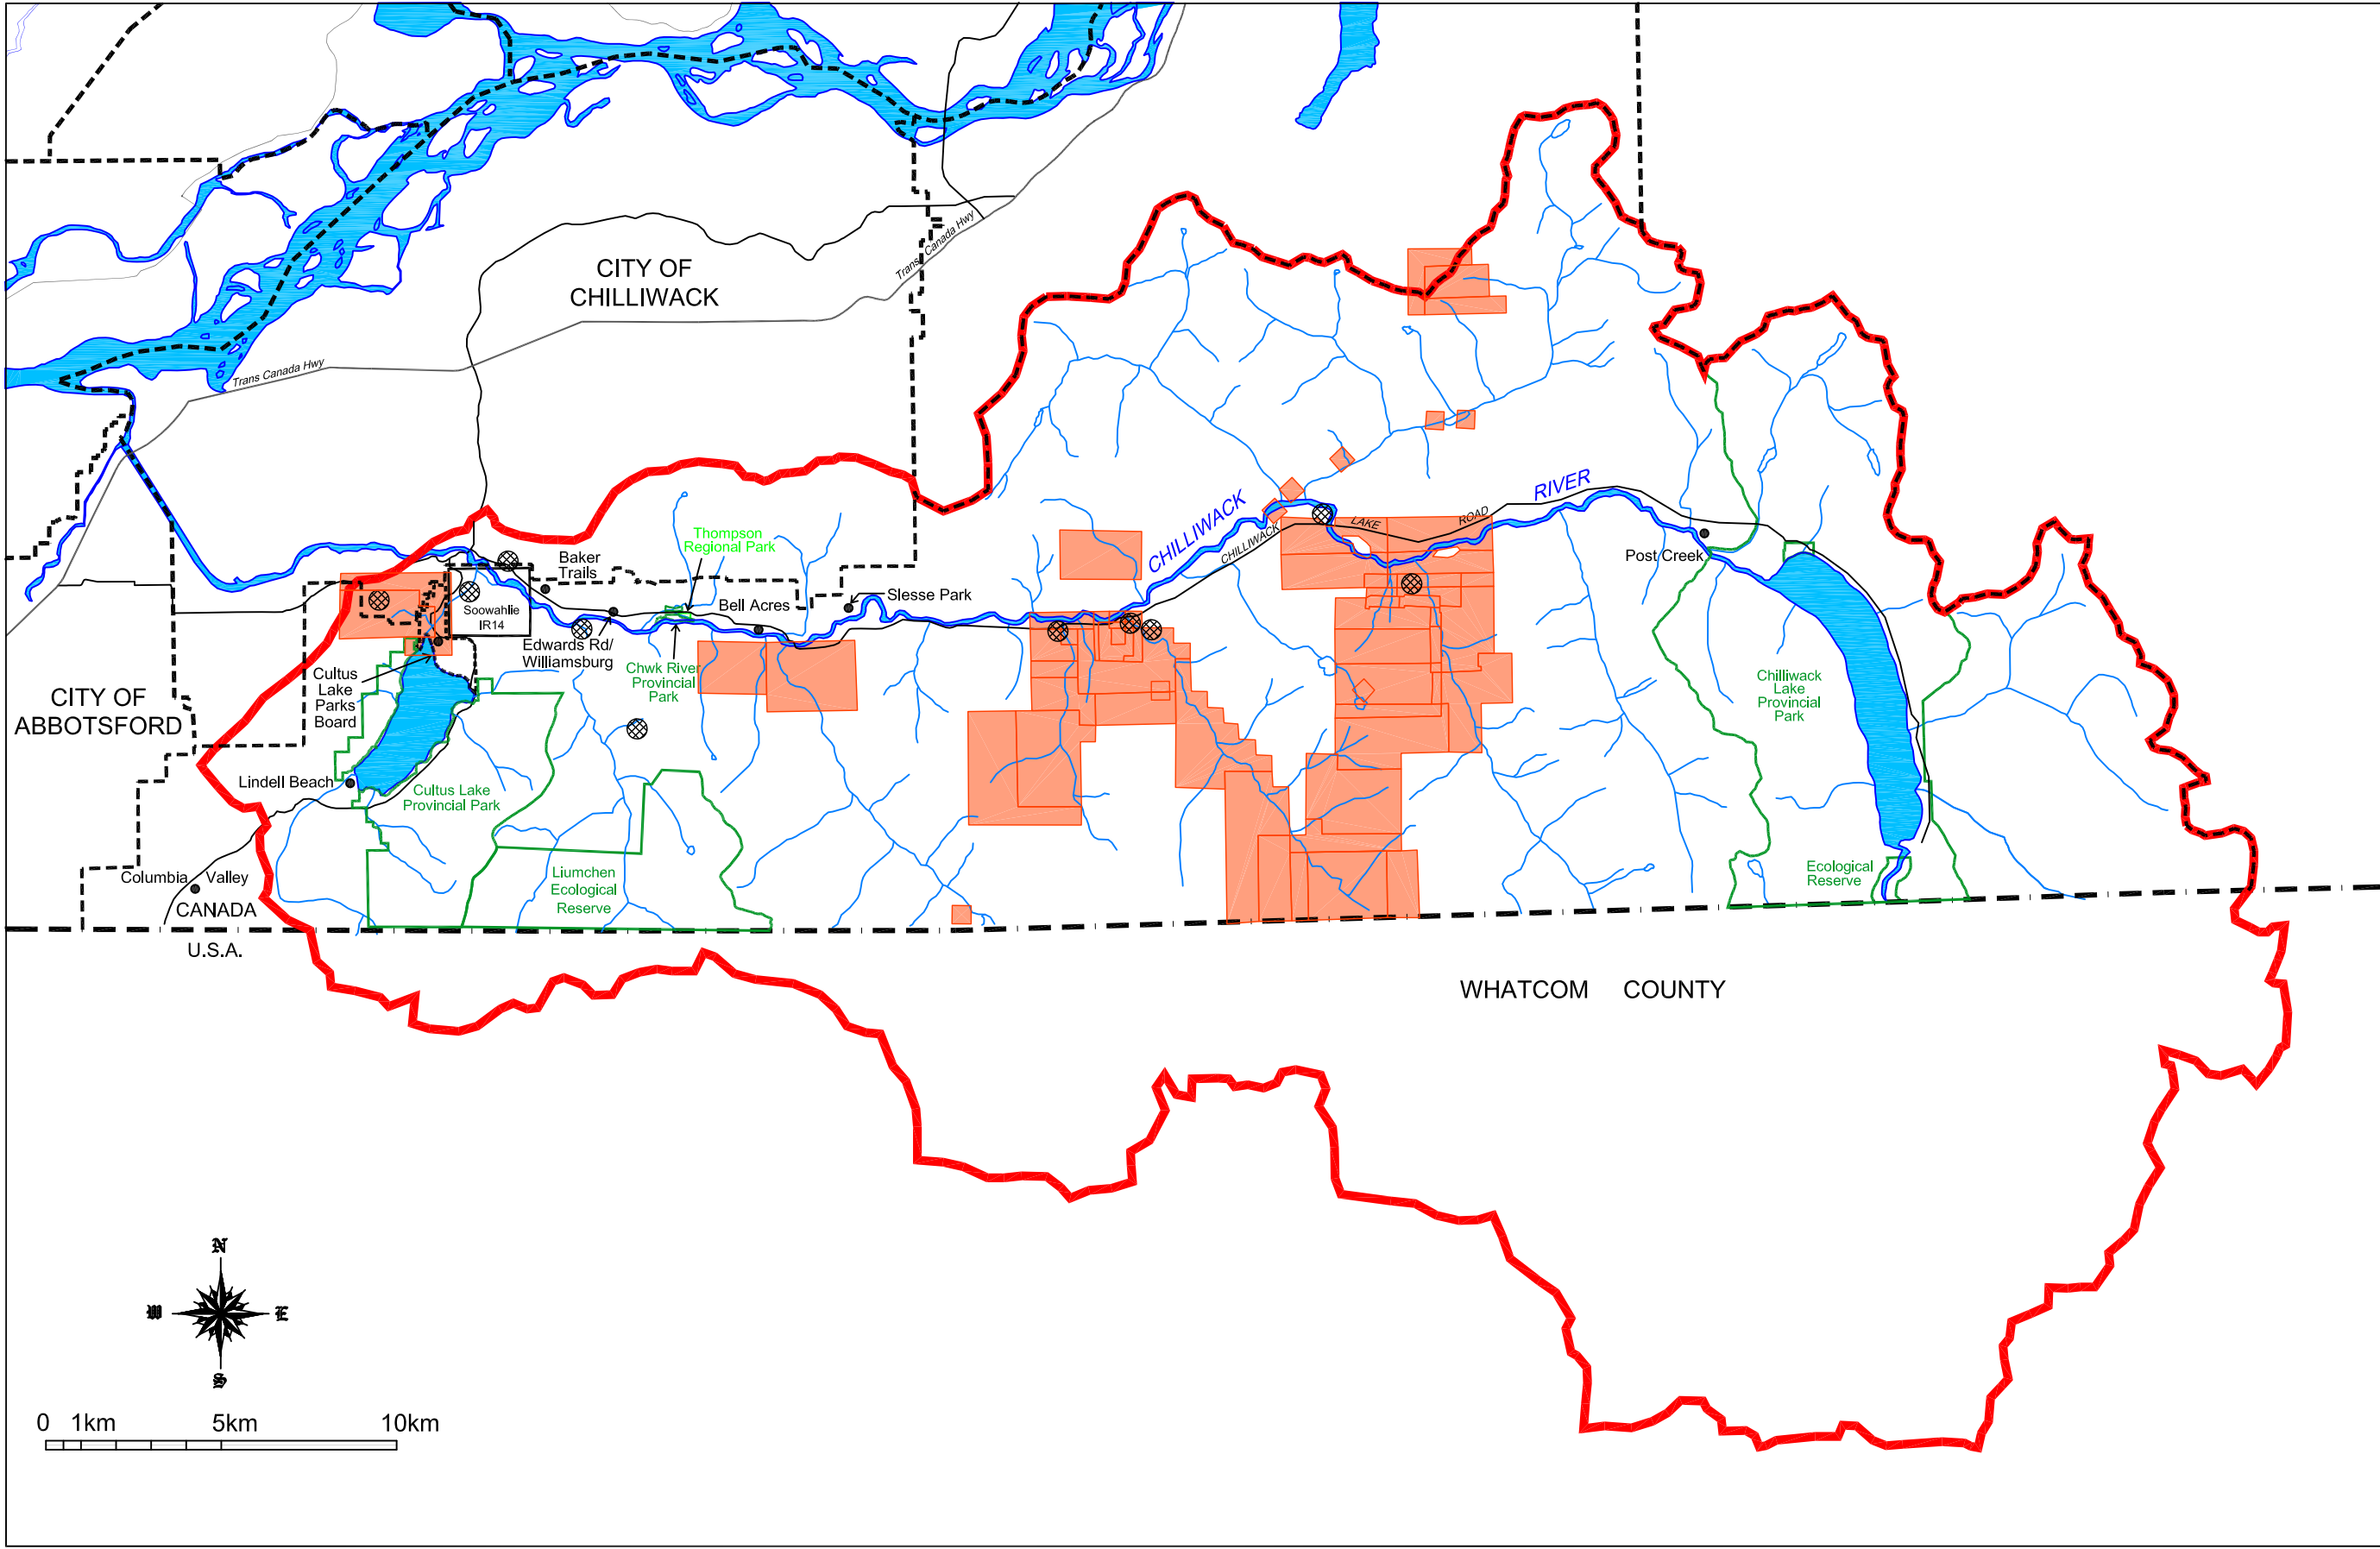 CITY OF
CHILLIWACK
Trans Canada Hwy
Trans Canada Hwy
CHILLIWACK
RIVER
CHILLIWACK
LAKE
ROAD
Thompson
Regional Park
Baker
Trails
Soowahlie
IR14
Bell Acres
Slesse Park
Edwards Rd/
Williamsburg
Chwk River
Provincial
Park
Post Creek
Cultus
Lake
Parks
Board
CITY OF
ABBOTSFORD
Lindell Beach
Cultus Lake
Provincial Park
Chilliwack
Lake
Provincial
Park
Liumchen
Ecological
Reserve
Ecological
Reserve
Columbia Valley
CANADA
U.S.A.
WHATCOM COUNTY
N
W
E
S
0 1km 5km 10km